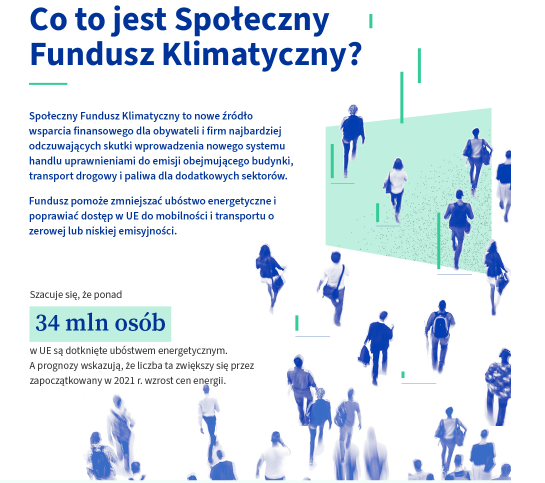 Co to jest Społeczny
Fundusz Klimatyczny?
Społeczny Fundusz Klimatyczny to nowe źródło
wsparcia finansowego dla obywateli i firm najbardziej
odczuwających skutki wprowadzenia nowego systemu
handlu uprawnieniami do emisji obejmującego budynki,
transport drogowy i paliwa dla dodatkowych sektorów.
Fundusz pomoże zmniejszać ubóstwo energetyczne i
poprawiać dostęp w UE do mobilności i transportu o
zerowej lub niskiej emisyjności.
Szacuje się, że ponad
34 mln osób
w UE są dotknięte ubóstwem energetycznym.
A prognozy wskazują, że liczba ta zwiększy się przez
zapoczątkowany w 2021 r. wzrost cen energii.